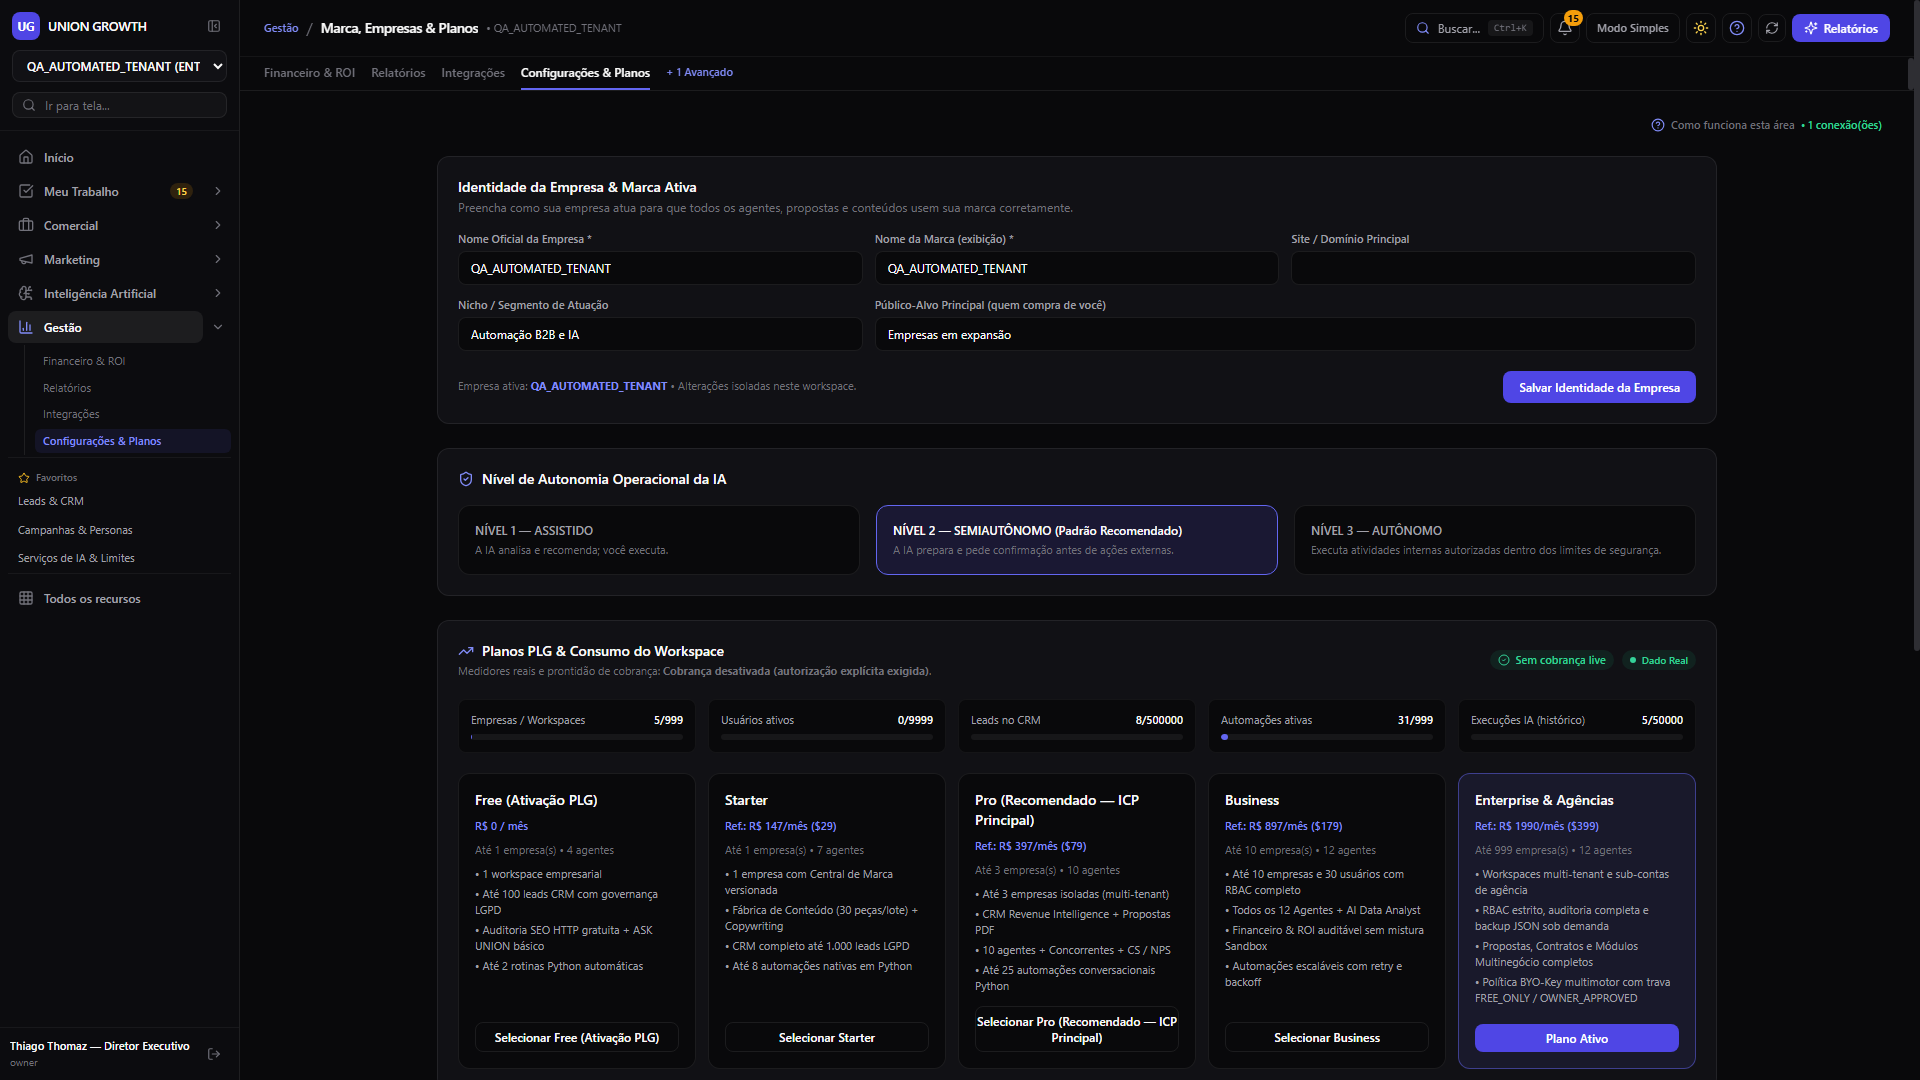 UG UNION GROWTH
QA_AUTOMATED_TENANT (ENT
Ir para tela...
Início
Meu Trabalho 15
Comercial
Marketing
Inteligência Artificial
Gestão
Financeiro & ROI
Relatórios
Integrações
Configurações & Planos
Favoritos
Leads & CRM
Campanhas & Personas
Serviços de IA & Limites
Todos os recursos
Thiago Thomaz — Diretor Executivo
owner
Gestão / Marca, Empresas & Planos • QA_AUTOMATED_TENANT
Buscar... Ctrl+K
15
Modo Simples
Relatórios
Financeiro & ROI Relatórios Integrações Configurações & Planos + 1 Avançado
Como funciona esta área • 1 conexão(ões)
Identidade da Empresa & Marca Ativa
Preencha como sua empresa atua para que todos os agentes, propostas e conteúdos usem sua marca corretamente.
Nome Oficial da Empresa *
QA_AUTOMATED_TENANT
Nome da Marca (exibição) *
QA_AUTOMATED_TENANT
Site / Domínio Principal
Nicho / Segmento de Atuação
Automação B2B e IA
Público-Alvo Principal (quem compra de você)
Empresas em expansão
Empresa ativa: QA_AUTOMATED_TENANT • Alterações isoladas neste workspace.
Salvar Identidade da Empresa
Nível de Autonomia Operacional da IA
NÍVEL 1 — ASSISTIDO
A IA analisa e recomenda; você executa.
NÍVEL 2 — SEMIAUTÔNOMO (Padrão Recomendado)
A IA prepara e pede confirmação antes de ações externas.
NÍVEL 3 — AUTÔNOMO
Executa atividades internas autorizadas dentro dos limites de segurança.
Planos PLG & Consumo do Workspace
Medidores reais e prontidão de cobrança: Cobrança desativada (autorização explícita exigida).
Sem cobrança live
Dado Real
Empresas / Workspaces 5/999
Usuários ativos 0/9999
Leads no CRM 8/500000
Automações ativas 31/999
Execuções IA (histórico) 5/50000
Free (Ativação PLG)
R$ 0 / mês
Até 1 empresa(s) • 4 agentes
• 1 workspace empresarial
• Até 100 leads CRM com governança
LGPD
• Auditoria SEO HTTP gratuita + ASK
UNION básico
• Até 2 rotinas Python automáticas
Selecionar Free (Ativação PLG)
Starter
Ref.: R$ 147/mês ($29)
Até 1 empresa(s) • 7 agentes
• 1 empresa com Central de Marca
versionada
• Fábrica de Conteúdo (30 peças/lote) +
Copywriting
• CRM completo até 1.000 leads LGPD
• Até 8 automações nativas em Python
Selecionar Starter
Pro (Recomendado — ICP
Principal)
Ref.: R$ 397/mês ($79)
Até 3 empresa(s) • 10 agentes
• Até 3 empresas isoladas (multi-tenant)
• CRM Revenue Intelligence + Propostas
PDF
• 10 agentes + Concorrentes + CS / NPS
• Até 25 automações conversacionais
Python
Selecionar Pro (Recomendado — ICP
Principal)
Business
Ref.: R$ 897/mês ($179)
Até 10 empresa(s) • 12 agentes
• Até 10 empresas e 30 usuários com
RBAC completo
• Todos os 12 Agentes + AI Data Analyst
• Financeiro & ROI auditável sem mistura
Sandbox
• Automações escaláveis com retry e
backoff
Selecionar Business
Enterprise & Agências
Ref.: R$ 1990/mês ($399)
Até 999 empresa(s) • 12 agentes
• Workspaces multi-tenant e sub-contas
de agência
• RBAC estrito, auditoria completa e
backup JSON sob demanda
• Propostas, Contratos e Módulos
Multinegócio completos
• Política BYO-Key multimotor com trava
FREE_ONLY / OWNER_APPROVED
Plano Ativo